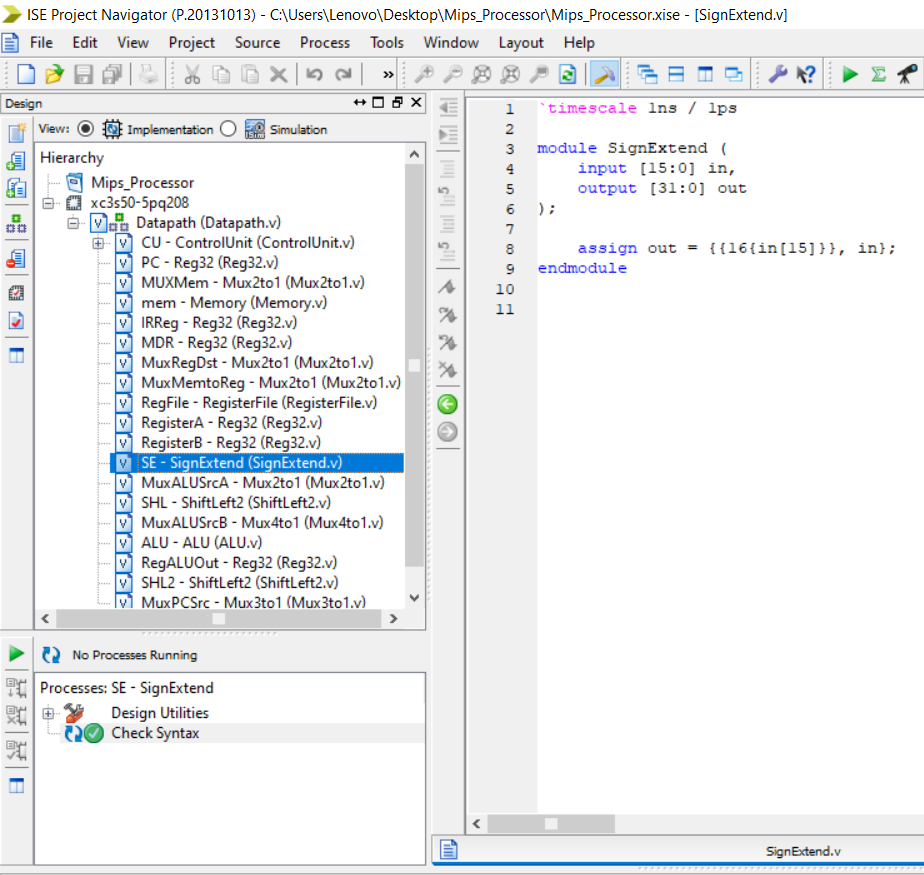 ISE Project Navigator (P.20131013) - C:\Users\Lenovo\Desktop\Mips_Processor\Mips_Processor.xise - [SignExtend.v]
File Edit View Project Source Process Tools Window Layout Help
»
Design
View: Implementation Simulation
Hierarchy
Mips_Processor
xc3s50-5pq208
Datapath (Datapath.v)
CU - ControlUnit (ControlUnit.v)
PC - Reg32 (Reg32.v)
MUXMem - Mux2to1 (Mux2to1.v)
mem - Memory (Memory.v)
IRReg - Reg32 (Reg32.v)
MDR - Reg32 (Reg32.v)
MuxRegDst - Mux2to1 (Mux2to1.v)
MuxMemtoReg - Mux2to1 (Mux2to1.v)
RegFile - RegisterFile (RegisterFile.v)
RegisterA - Reg32 (Reg32.v)
RegisterB - Reg32 (Reg32.v)
SE - SignExtend (SignExtend.v)
MuxALUSrcA - Mux2to1 (Mux2to1.v)
SHL - ShiftLeft2 (ShiftLeft2.v)
MuxALUSrcB - Mux4to1 (Mux4to1.v)
ALU - ALU (ALU.v)
RegALUOut - Reg32 (Reg32.v)
SHL2 - ShiftLeft2 (ShiftLeft2.v)
MuxPCSrc - Mux3to1 (Mux3to1.v)
No Processes Running
Processes: SE - SignExtend
Design Utilities
Check Syntax
1 `timescale 1ns / 1ps
2
3 module SignExtend (
4 input [15:0] in,
5 output [31:0] out
6 );
7
8 assign out = {{16{in[15]}}, in};
9 endmodule
10
11
SignExtend.v